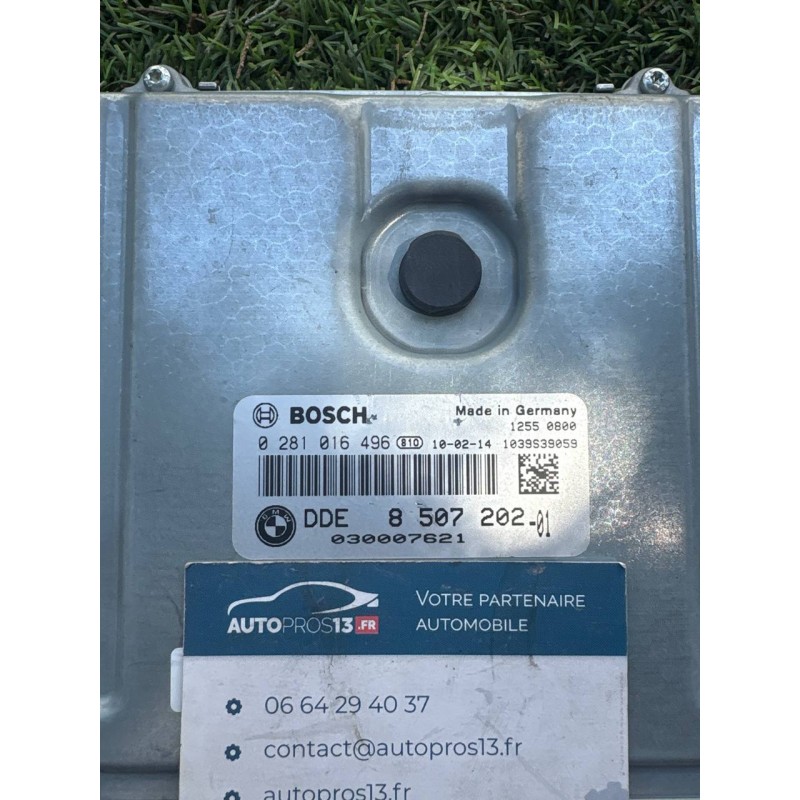 BOSCH
Made in Germany
1255 0800
0 281 016 496 810 10-02-14 1039S39059
BMW
DDE 8 507 202-01
030007621
AUTOPROS13.FR
VOTRE PARTENAIRE
AUTOMOBILE
06 64 29 40 37
contact@autopros13.fr
autopros13.fr